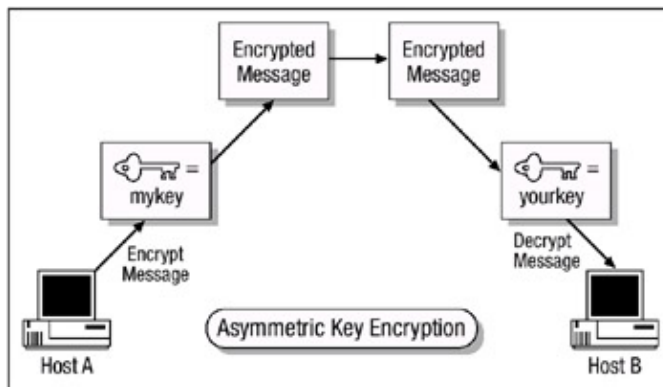 Encrypted
Message
Encrypted
Message
=
mykey
=
yourkey
Encrypt
Message
Decrypt
Message
Asymmetric Key Encryption
Host A
Host B